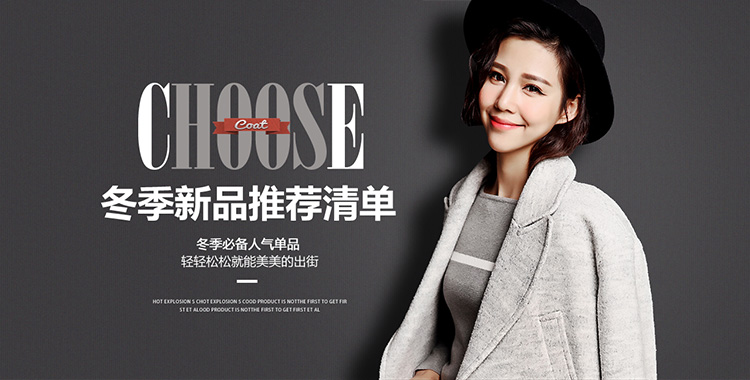 CHOOSE
Coat
冬季新品推荐清单
冬季必备人气单品
轻轻松松就能美美的出街
HOT EXPLOSION S CHOT EXPLOSION S COOD PRODUCT IS NOTTHE FIRST TO GET FIR
ST ET ALOOD PRODUCT IS NOTTHE FIRST TO GET FIRST ET AL